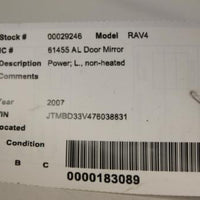 Stock # 00029246 Model RAV4
IC # 61455 AL Door Mirror
Description Power; L., non-heated
Comments
Year 2007
VIN JTMBD33V476038631
Located
Condition
B C
0000183089